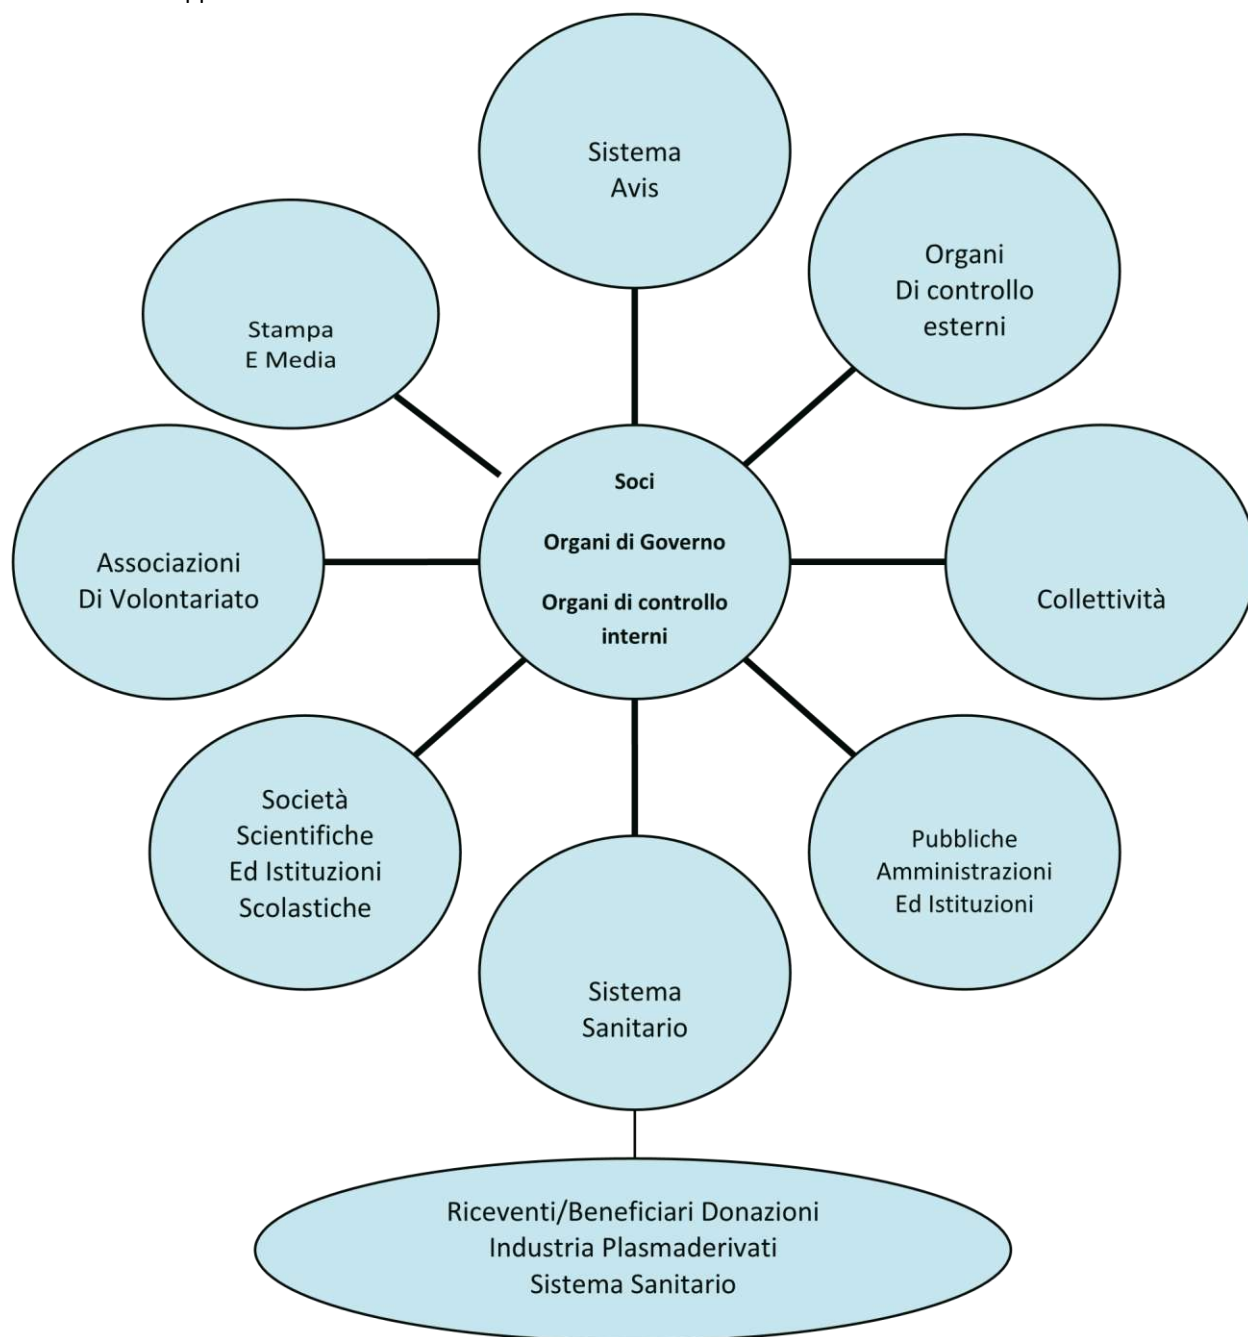 Sistema
Avis
Organi
Di controllo
esterni
Stampa
E Media
Soci
Organi di Governo
Organi di controllo
interni
Associazioni
Di Volontariato
Collettività
Società
Scientifiche
Ed Istituzioni
Scolastiche
Pubbliche
Amministrazioni
Ed Istituzioni
Sistema
Sanitario
Riceventi/Beneficiari Donazioni
Industria Plasmaderivati
Sistema Sanitario